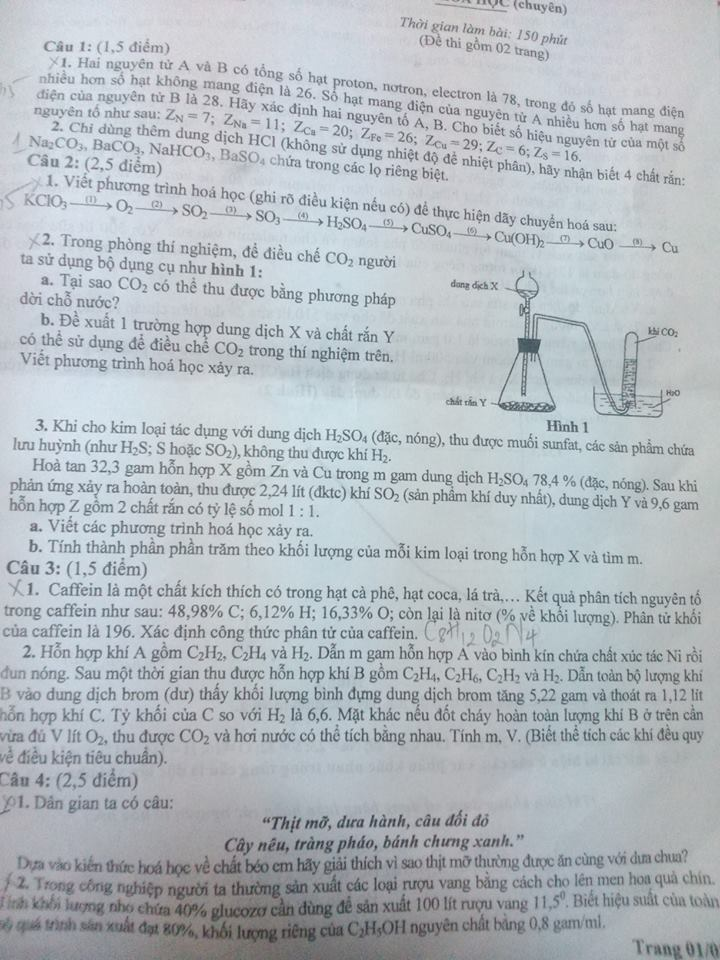 HỌC (chuyên)
Thời gian làm bài: 150 phút
(Đề thi gồm 02 trang)
Câu 1: (1,5 điểm)
1. Hai nguyên tử A và B có tổng số hạt proton, nơtron, electron là 78, trong đó số hạt mang điện
nhiều hơn số hạt không mang điện là 26. Số hạt mang điện của nguyên tử A nhiều hơn số hạt mang
điện của nguyên tử B là 28. Hãy xác định hai nguyên tố A, B. Cho biết số hiệu nguyên tử của một số
nguyên tố như sau: Z_N = 7; Z_Na = 11; Z_Ca = 20; Z_Fe = 26; Z_Cu = 29; Z_C = 6; Z_S = 16.
2. Chỉ dùng thêm dung dịch HCl (không sử dụng nhiệt độ để nhiệt phân), hãy nhận biết 4 chất rắn:
Na₂CO₃, BaCO₃, NaHCO₃, BaSO₄ chứa trong các lọ riêng biệt.
Câu 2: (2,5 điểm)
1. Viết phương trình hoá học (ghi rõ điều kiện nếu có) để thực hiện dãy chuyển hoá sau:
KClO₃ —(1)→ O₂ —(2)→ SO₂ —(3)→ SO₃ —(4)→ H₂SO₄ —(5)→ CuSO₄ —(6)→ Cu(OH)₂ —(7)→ CuO —(8)→ Cu
2. Trong phòng thí nghiệm, để điều chế CO₂ người
ta sử dụng bộ dụng cụ như hình 1:
a. Tại sao CO₂ có thể thu được bằng phương pháp
dời chỗ nước?
b. Đề xuất 1 trường hợp dung dịch X và chất rắn Y
có thể sử dụng để điều chế CO₂ trong thí nghiệm trên.
Viết phương trình hoá học xảy ra.
dung dịch X
khí CO₂
H₂O
chất rắn Y
Hình 1
3. Khi cho kim loại tác dụng với dung dịch H₂SO₄ (đặc, nóng), thu được muối sunfat, các sản phẩm chứa
lưu huỳnh (như H₂S; S hoặc SO₂), không thu được khí H₂.
Hoà tan 32,3 gam hỗn hợp X gồm Zn và Cu trong m gam dung dịch H₂SO₄ 78,4 % (đặc, nóng). Sau khi
phản ứng xảy ra hoàn toàn, thu được 2,24 lít (đktc) khí SO₂ (sản phẩm khí duy nhất), dung dịch Y và 9,6 gam
hỗn hợp Z gồm 2 chất rắn có tỷ lệ số mol 1 : 1.
a. Viết các phương trình hoá học xảy ra.
b. Tính thành phần phần trăm theo khối lượng của mỗi kim loại trong hỗn hợp X và tìm m.
Câu 3: (1,5 điểm)
1. Caffein là một chất kích thích có trong hạt cà phê, hạt coca, lá trà,… Kết quả phân tích nguyên tố
trong caffein như sau: 48,98% C; 6,12% H; 16,33% O; còn lại là nitơ (% về khối lượng). Phân tử khối
của caffein là 196. Xác định công thức phân tử của caffein. C₈H₁₂O₂N₄
2. Hỗn hợp khí A gồm C₂H₂, C₂H₄ và H₂. Dẫn m gam hỗn hợp A vào bình kín chứa chất xúc tác Ni rồi
đun nóng. Sau một thời gian thu được hỗn hợp khí B gồm C₂H₄, C₂H₆, C₂H₂ và H₂. Dẫn toàn bộ lượng khí
B vào dung dịch brom (dư) thấy khối lượng bình đựng dung dịch brom tăng 5,22 gam và thoát ra 1,12 lít
hỗn hợp khí C. Tỷ khối của C so với H₂ là 6,6. Mặt khác nếu đốt cháy hoàn toàn lượng khí B ở trên cần
vừa đủ V lít O₂, thu được CO₂ và hơi nước có thể tích bằng nhau. Tính m, V. (Biết thể tích các khí đều quy
về điều kiện tiêu chuẩn).
Câu 4: (2,5 điểm)
1. Dân gian ta có câu:
“Thịt mỡ, dưa hành, câu đối đỏ
Cây nêu, tràng pháo, bánh chưng xanh.”
Dựa vào kiến thức hoá học về chất béo em hãy giải thích vì sao thịt mỡ thường được ăn cùng với dưa chua?
2. Trong công nghiệp người ta thường sản xuất các loại rượu vang bằng cách cho lên men hoa quả chín.
Tính khối lượng nho chứa 40% glucozơ cần dùng để sản xuất 100 lít rượu vang 11,5⁰. Biết hiệu suất của toàn
bộ quá trình sản xuất đạt 80%, khối lượng riêng của C₂H₅OH nguyên chất bằng 0,8 gam/ml.
Trang 01/0